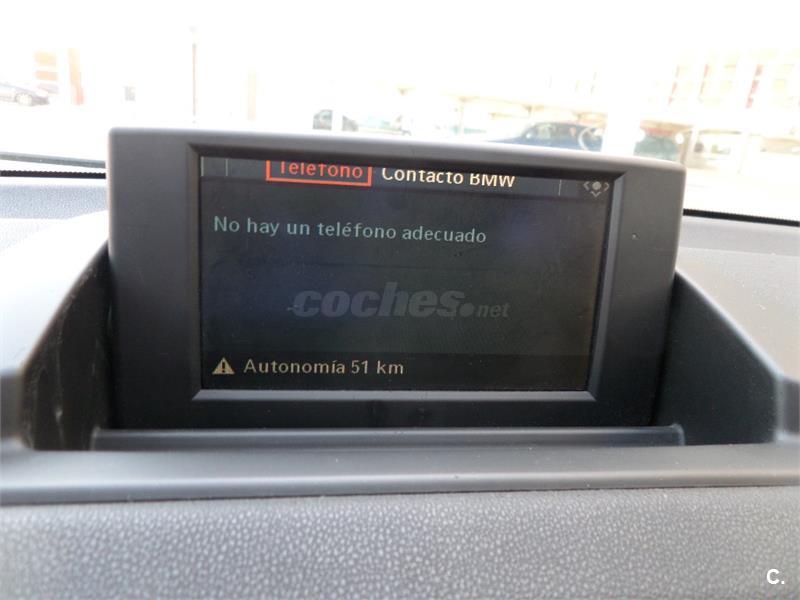 Teléfono Contacto BMW
No hay un teléfono adecuado
coches.net
Autonomía 51 km
C.